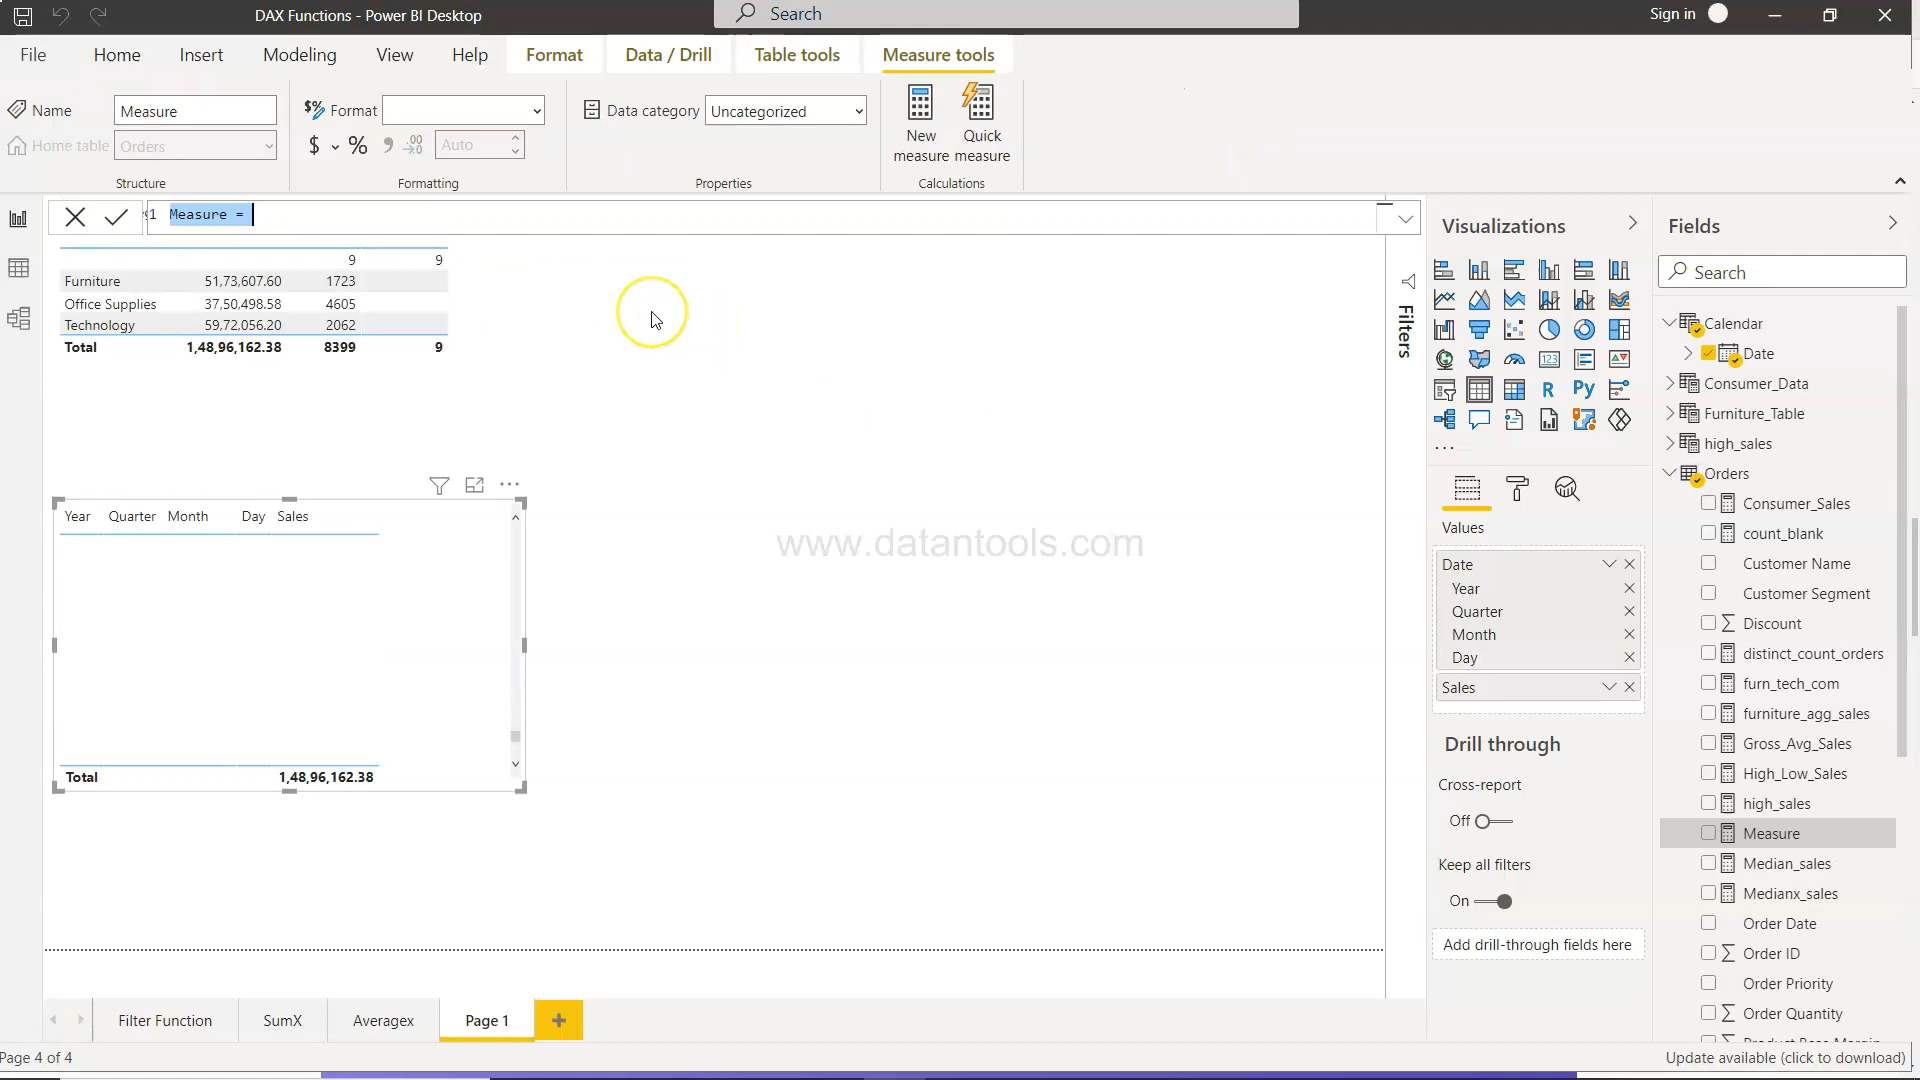 DAX Functions - Power BI Desktop
Search
Sign in
File
Home
Insert
Modeling
View
Help
Format
Data / Drill
Table tools
Measure tools
Name
Measure
Format
Data category
Uncategorized
Home table
Orders
$
%
Auto
New measure
Quick measure
Structure
Formatting
Properties
Calculations
1 Measure =
9 9
Furniture 51,73,607.60 1723
Office Supplies 37,50,498.58 4605
Technology 59,72,056.20 2062
Total 1,48,96,162.38 8399 9
Year Quarter Month Day Sales
Total 1,48,96,162.38
www.datantools.com
Filters
Visualizations
123
R
Py
Values
Date
Year
Quarter
Month
Day
Sales
Drill through
Cross-report
Off
Keep all filters
On
Add drill-through fields here
Fields
Search
Calendar
Date
Consumer_Data
Furniture_Table
high_sales
Orders
Consumer_Sales
count_blank
Customer Name
Customer Segment
Discount
distinct_count_orders
furn_tech_com
furniture_agg_sales
Gross_Avg_Sales
High_Low_Sales
high_sales
Measure
Median_sales
Medianx_sales
Order Date
Order ID
Order Priority
Order Quantity
Filter Function
SumX
Averagex
Page 1
Page 4 of 4
Update available (click to download)